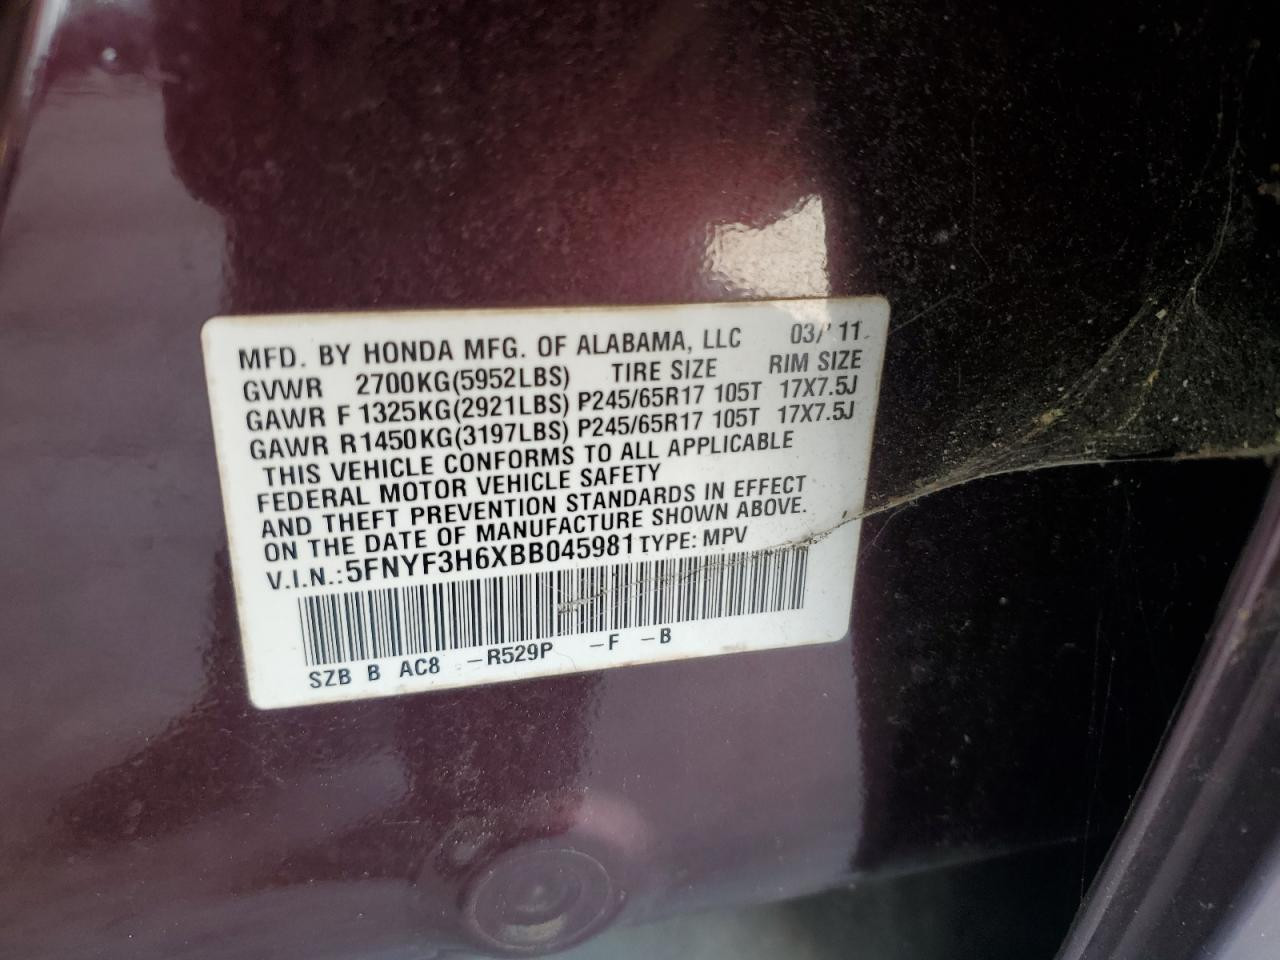 MFD. BY HONDA MFG. OF ALABAMA, LLC 03/'11
GVWR 2700KG(5952LBS) TIRE SIZE RIM SIZE
GAWR F 1325KG(2921LBS) P245/65R17 105T 17X7.5J
GAWR R1450KG(3197LBS) P245/65R17 105T 17X7.5J
THIS VEHICLE CONFORMS TO ALL APPLICABLE
FEDERAL MOTOR VEHICLE SAFETY
AND THEFT PREVENTION STANDARDS IN EFFECT
ON THE DATE OF MANUFACTURE SHOWN ABOVE.
V.I.N.:5FNYF3H6XBB045981 TYPE: MPV
SZB B AC8 -R529P -F -B